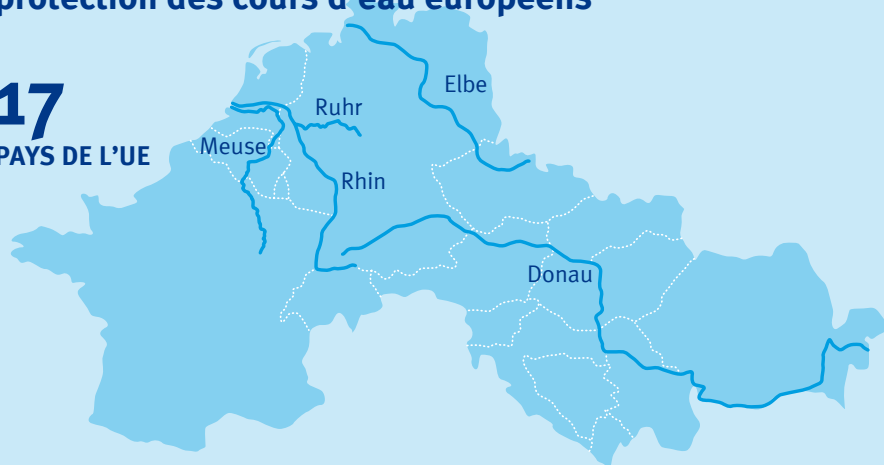 protection des cours d'eau européens
17
PAYS DE L'UE
Elbe
Ruhr
Meuse
Rhin
Donau